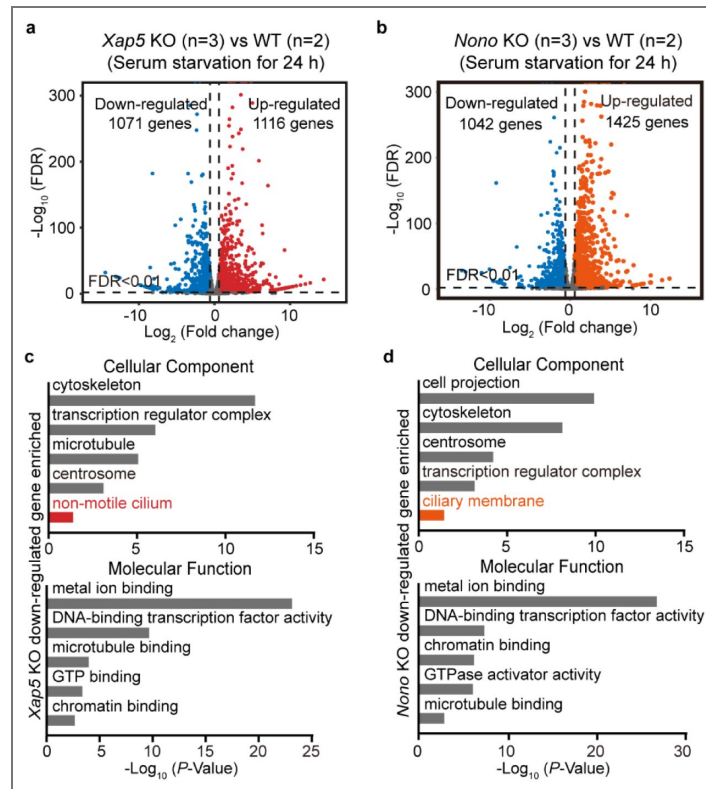 a
Xap5 KO (n=3) vs WT (n=2)
(Serum starvation for 24 h)
300
200
100
0
-Log10 (FDR)
Down-regulated
1071 genes
Up-regulated
1116 genes
FDR<0.01
-10
0
10
Log2 (Fold change)
b
Nono KO (n=3) vs WT (n=2)
(Serum starvation for 24 h)
300
200
100
0
-Log10 (FDR)
Down-regulated
1042 genes
Up-regulated
1425 genes
FDR<0.01
-10
0
10
Log2 (Fold change)
c
Xap5 KO down-regulated gene enriched
Cellular Component
cytoskeleton
transcription regulator complex
microtubule
centrosome
non-motile cilium
0
5
10
15
Molecular Function
metal ion binding
DNA-binding transcription factor activity
microtubule binding
GTP binding
chromatin binding
0
5
10
15
20
25
-Log10 (P-Value)
d
Nono KO down-regulated gene enriched
Cellular Component
cell projection
cytoskeleton
centrosome
transcription regulator complex
ciliary membrane
0
5
10
15
Molecular Function
metal ion binding
DNA-binding transcription factor activity
chromatin binding
GTPase activator activity
microtubule binding
0
10
20
30
-Log10 (P-Value)